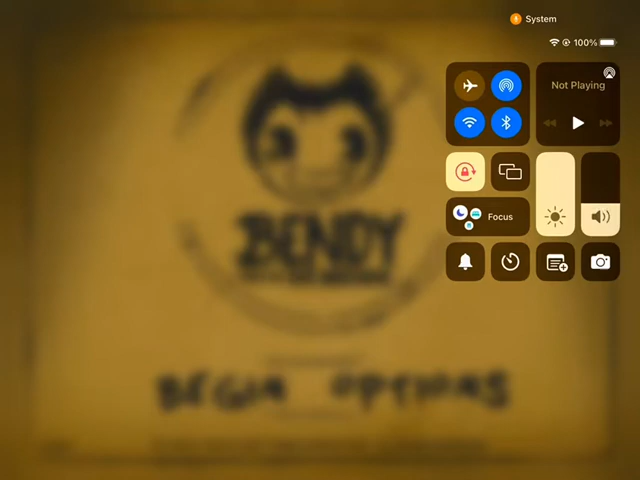 System
100%
Not Playing
Focus
BENDY
BEGIN OPTIONS